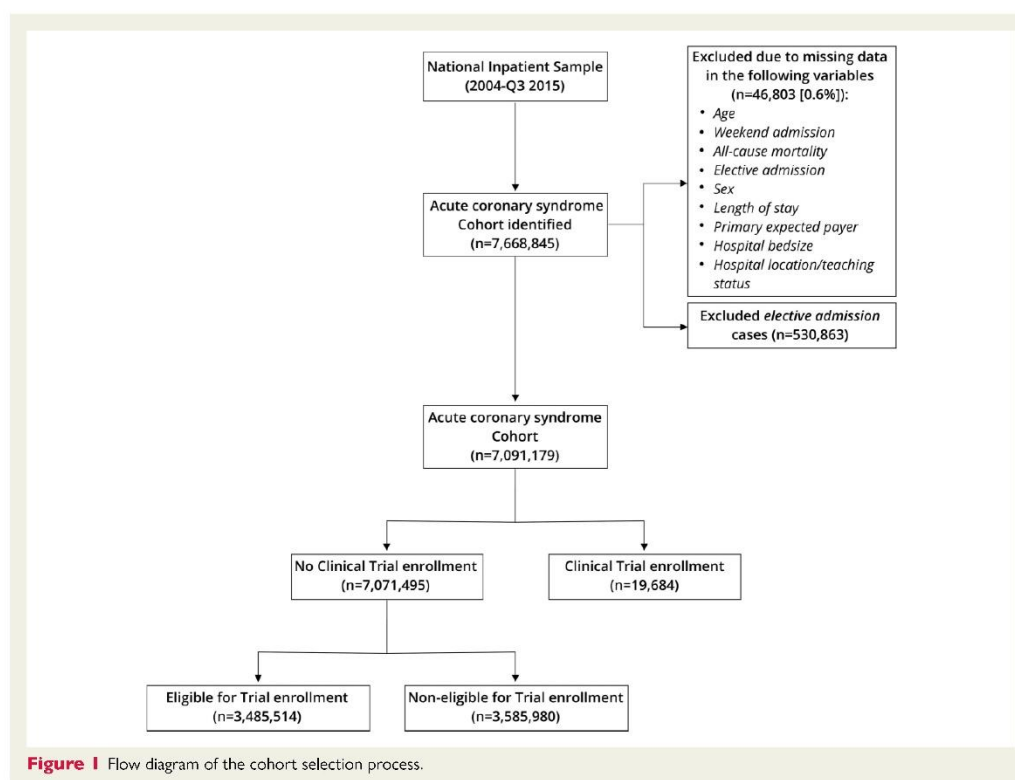 National Inpatient Sample
(2004-Q3 2015)
Excluded due to missing data
in the following variables
(n=46,803 [0.6%]):
• Age
• Weekend admission
• All-cause mortality
• Elective admission
• Sex
• Length of stay
• Primary expected payer
• Hospital bedsize
• Hospital location/teaching
status
Acute coronary syndrome
Cohort identified
(n=7,668,845)
Excluded elective admission
cases (n=530,863)
Acute coronary syndrome
Cohort
(n=7,091,179)
No Clinical Trial enrollment
(n=7,071,495)
Clinical Trial enrollment
(n=19,684)
Eligible for Trial enrollment
(n=3,485,514)
Non-eligible for Trial enrollment
(n=3,585,980)
Figure 1 Flow diagram of the cohort selection process.